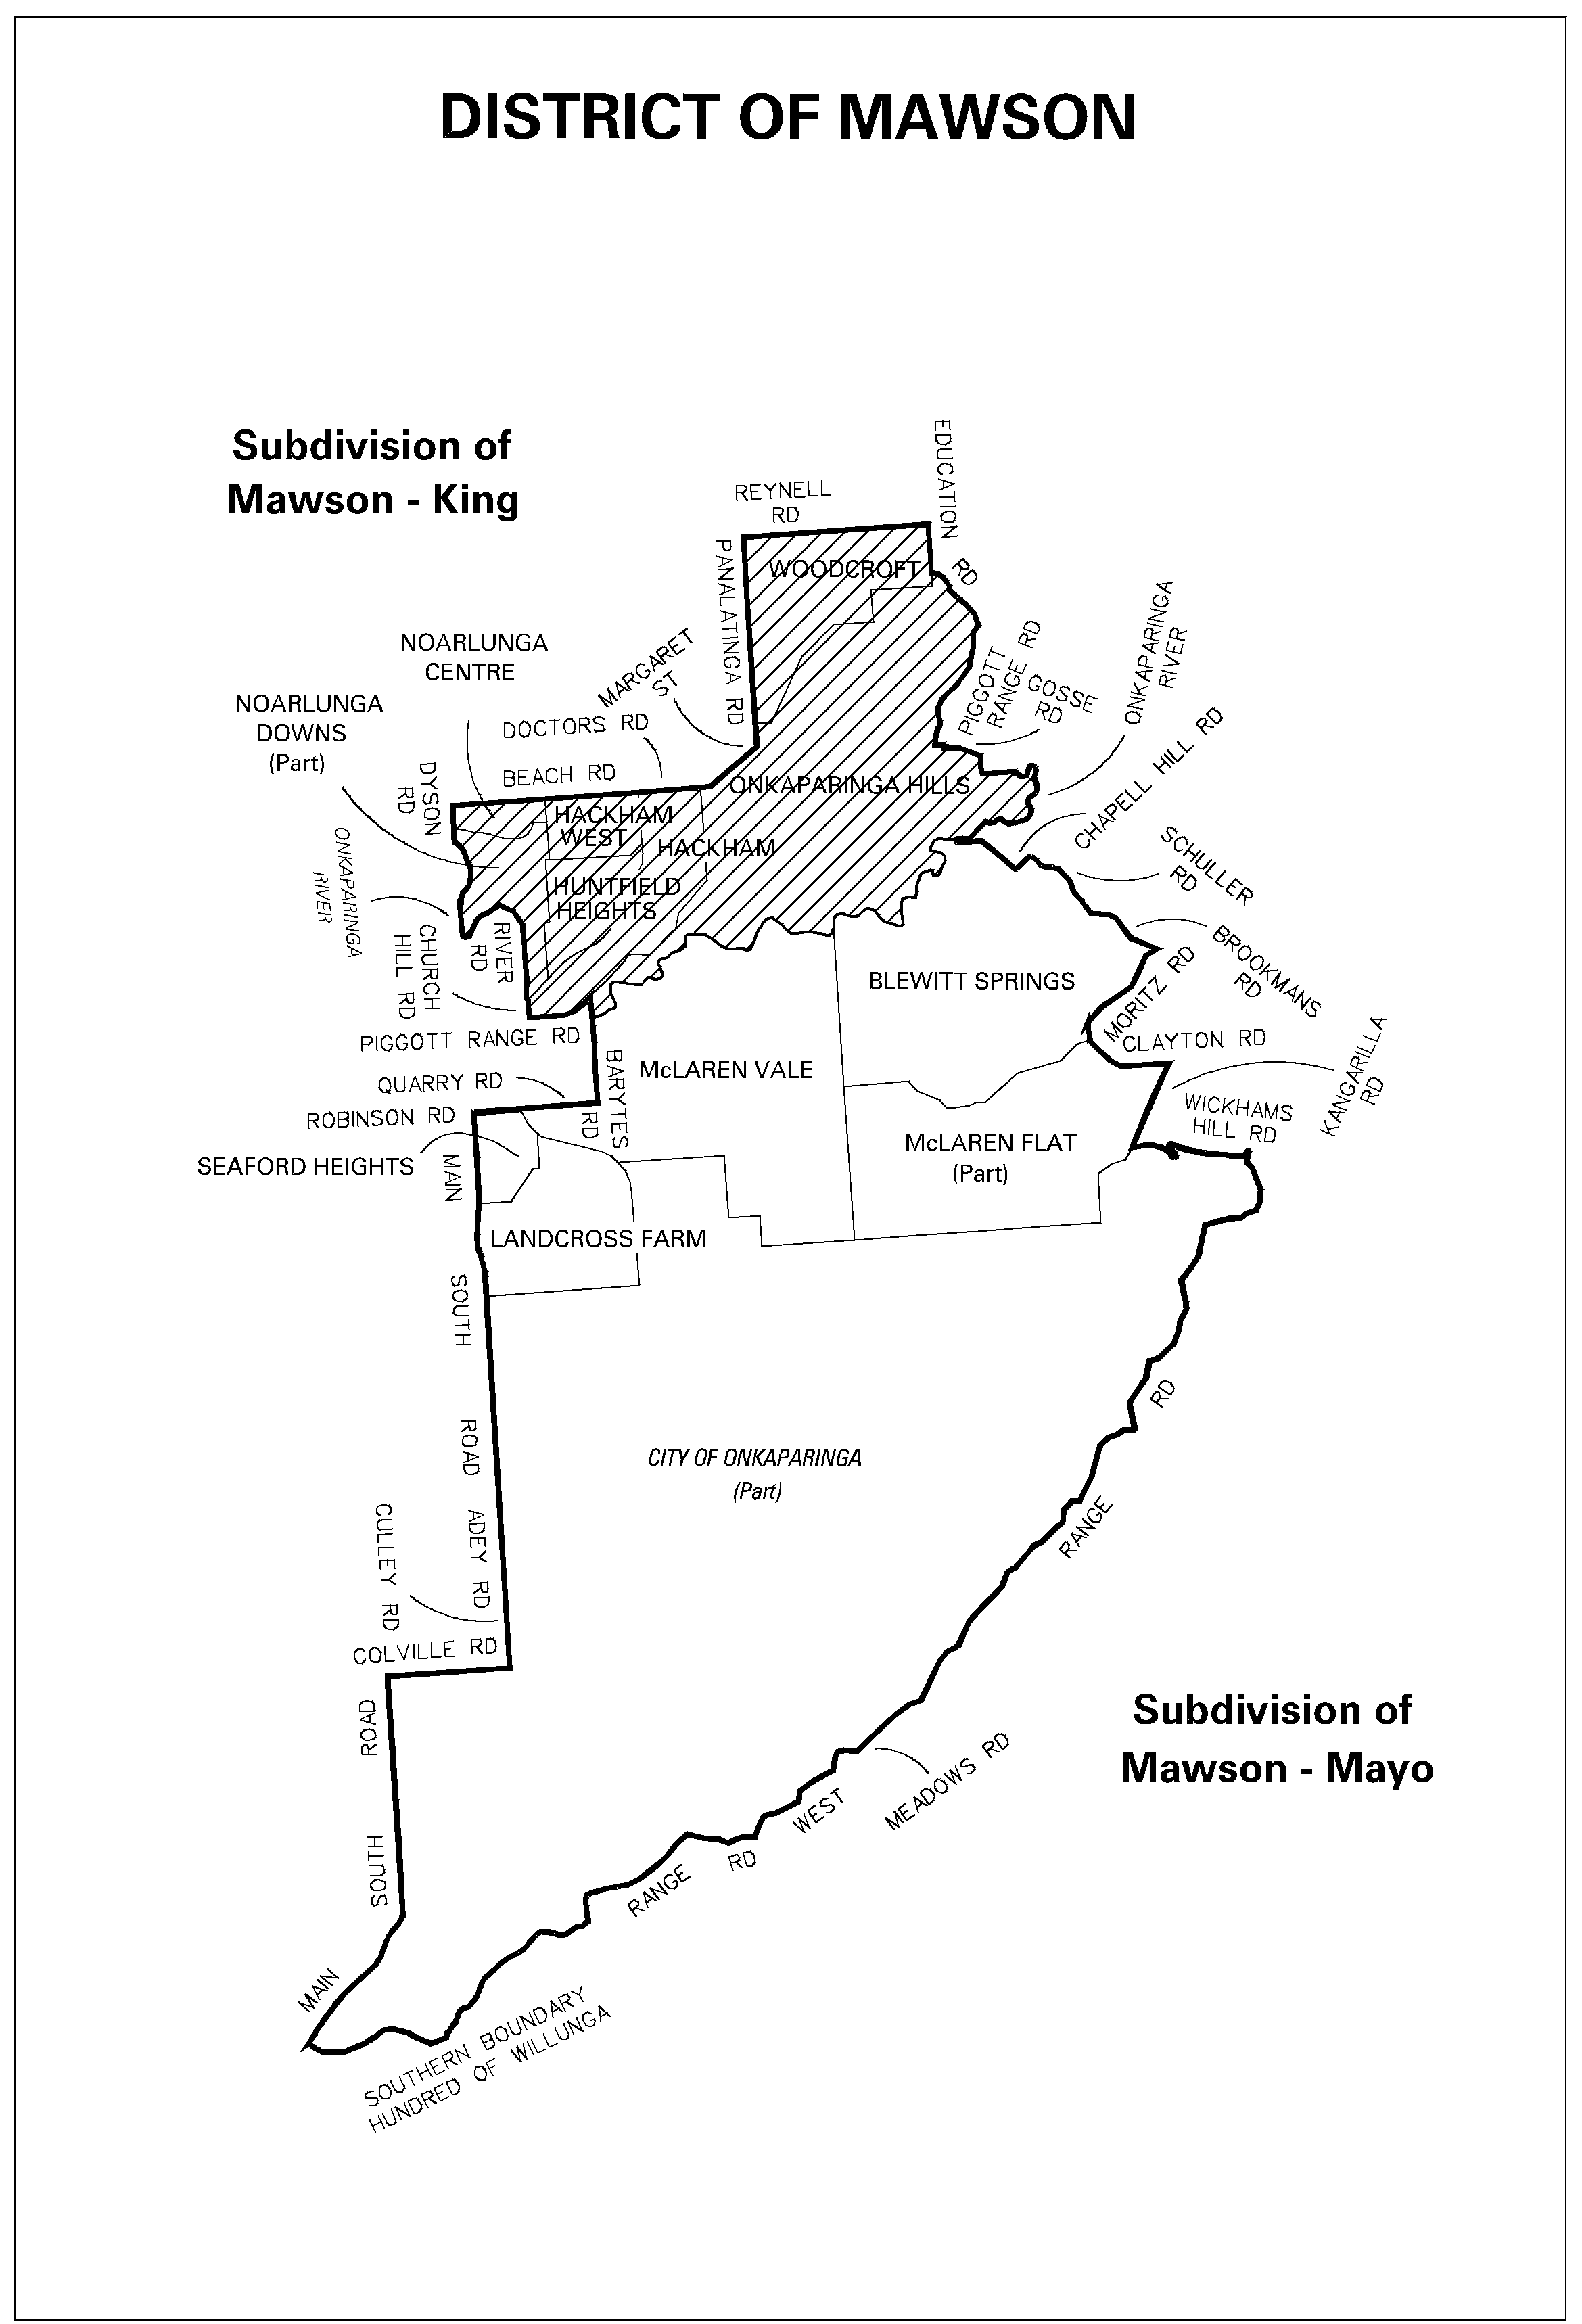 DISTRICT OF MAWSON
Subdivision of
Mawson - King
EDUCATION
RD
REYNELL
RD
PANALATINGA RD
WOODCROFT
NOARLUNGA
CENTRE
MARGARET
ST
NOARLUNGA
DOWNS
(Part)
DOCTORS RD
BEACH RD
DYSON
RD
PIGGOTT
RANGE RD
GOSSE
RD
ONKAPARINGA
RIVER
CHAPELL HILL RD
ONKAPARINGA HILLS
HACKHAM
WEST
HACKHAM
HUNTFIELD
HEIGHTS
SCHULLER
RD
ONKAPARINGA
RIVER
CHURCH
HILL RD
RIVER
RD
BROOKMANS
RD
MORITZ RD
BLEWITT SPRINGS
CLAYTON RD
KANGARILLA
RD
PIGGOTT RANGE RD
McLAREN VALE
BARYTES
RD
QUARRY RD
ROBINSON RD
WICKHAMS
HILL RD
SEAFORD HEIGHTS
McLAREN FLAT
(Part)
MAIN
SOUTH
ROAD
LANDCROSS FARM
CITY OF ONKAPARINGA
(Part)
ADEY RD
CULLEY RD
COLVILLE RD
RD
RANGE
WEST
Subdivision of
Mawson - Mayo
MEADOWS RD
RD
RANGE
ROAD
SOUTH
MAIN
SOUTHERN BOUNDARY
HUNDRED OF WILLUNGA